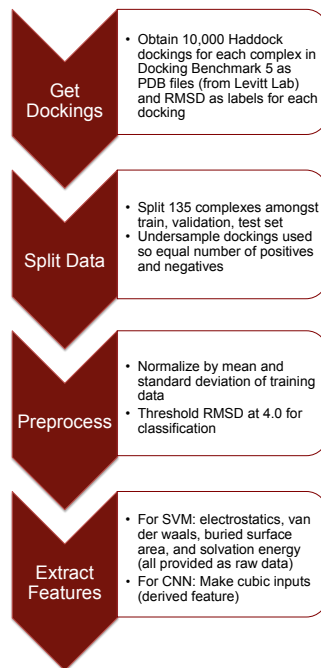 Get
Dockings
• Obtain 10,000 Haddock
dockings for each complex in
Docking Benchmark 5 as
PDB files (from Levitt Lab)
and RMSD as labels for each
docking
Split Data
• Split 135 complexes amongst
train, validation, test set
• Undersample dockings used
so equal number of positives
and negatives
Preprocess
• Normalize by mean and
standard deviation of training
data
• Threshold RMSD at 4.0 for
classification
Extract
Features
• For SVM: electrostatics, van
der waals, buried surface
area, and solvation energy
(all provided as raw data)
• For CNN: Make cubic inputs
(derived feature)